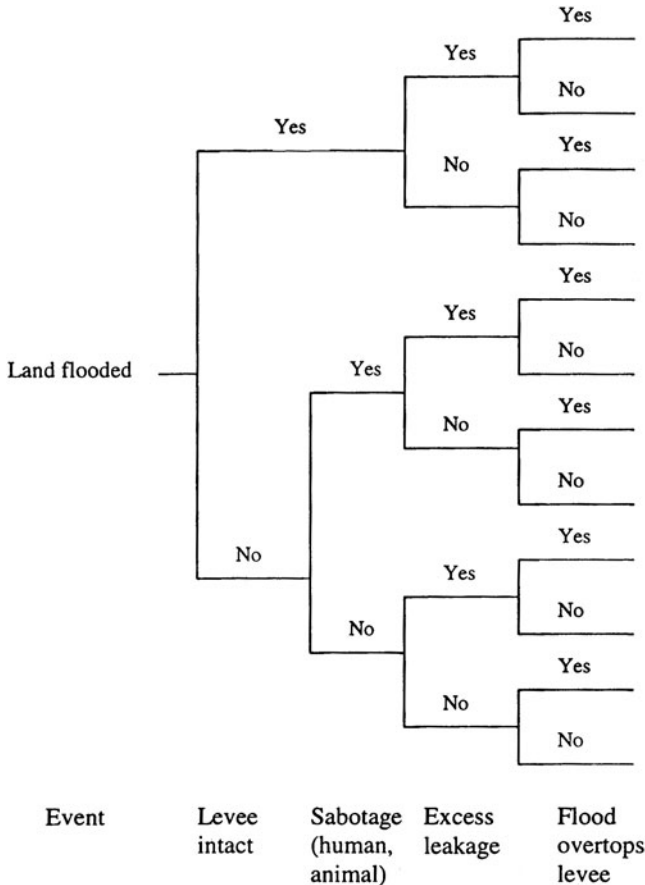 Yes
Yes
No
Yes
Yes
No
No
Yes
Yes
No
Land flooded
Yes
Yes
No
No
Yes
No
Yes
No
No
Yes
No
No
Event
Levee
intact
Sabotage
(human,
animal)
Excess
leakage
Flood
overtops
levee